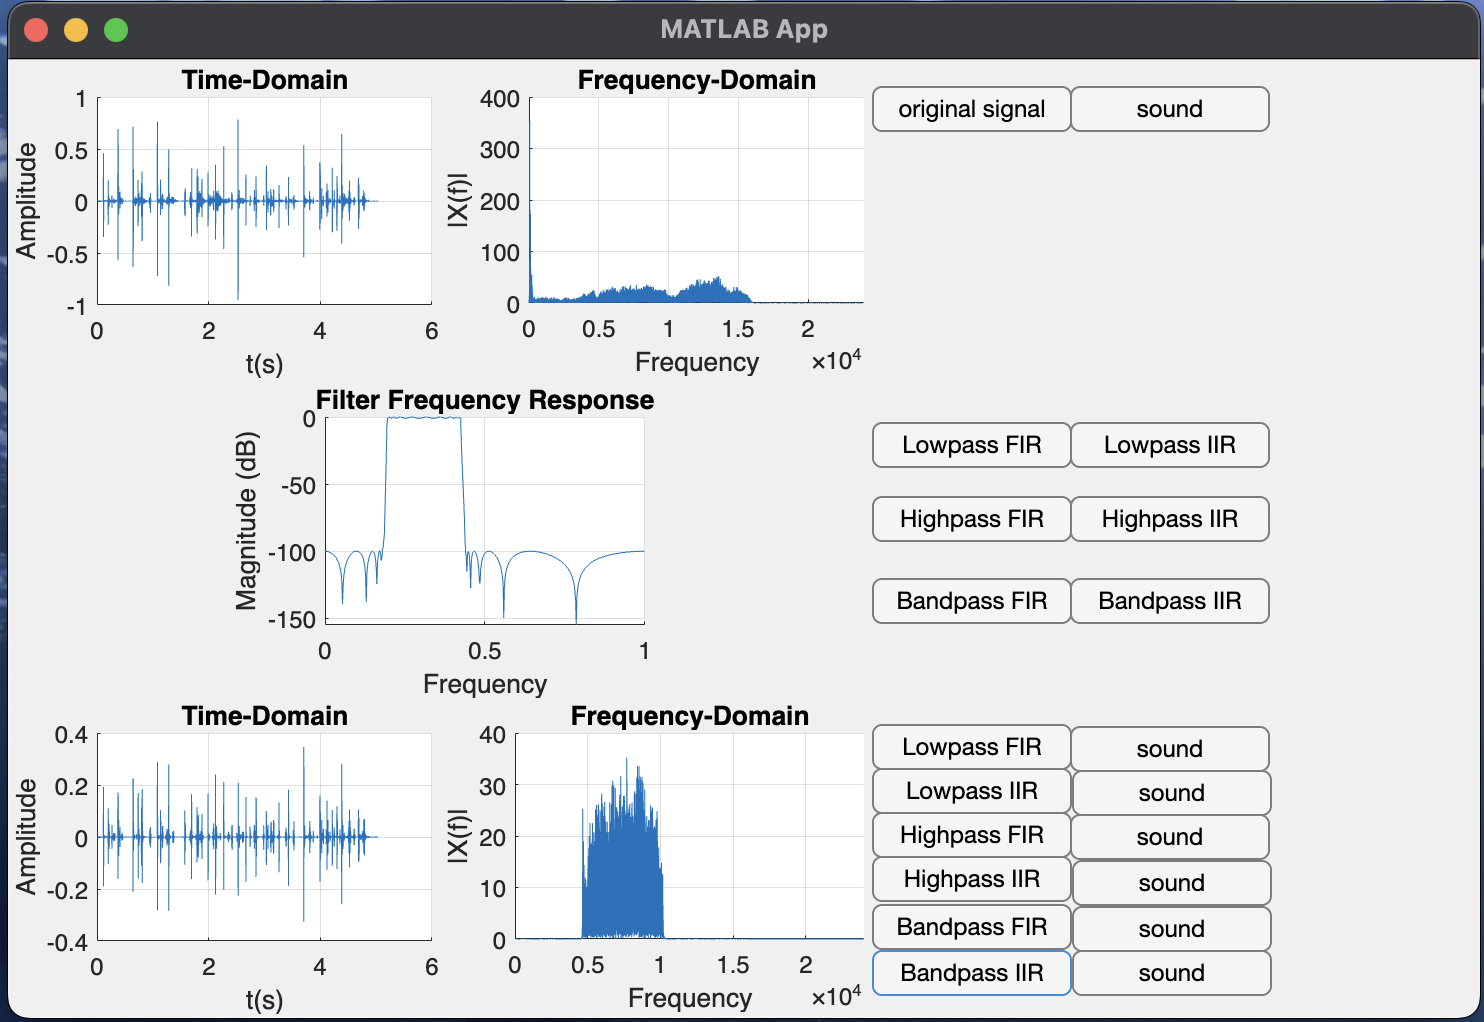 MATLAB App
Time-Domain
Frequency-Domain
1
0.5
0
-0.5
-1
Amplitude
0 2 4 6
t(s)
400
300
200
100
0
|X(f)|
0 0.5 1 1.5 2
Frequency ×10⁴
original signal sound
Filter Frequency Response
0
-50
-100
-150
Magnitude (dB)
0 0.5 1
Frequency
Lowpass FIR Lowpass IIR
Highpass FIR Highpass IIR
Bandpass FIR Bandpass IIR
Time-Domain
Frequency-Domain
0.4
0.2
0
-0.2
-0.4
Amplitude
0 2 4 6
t(s)
40
30
20
10
0
|X(f)|
0 0.5 1 1.5 2
Frequency ×10⁴
Lowpass FIR sound
Lowpass IIR sound
Highpass FIR sound
Highpass IIR sound
Bandpass FIR sound
Bandpass IIR sound